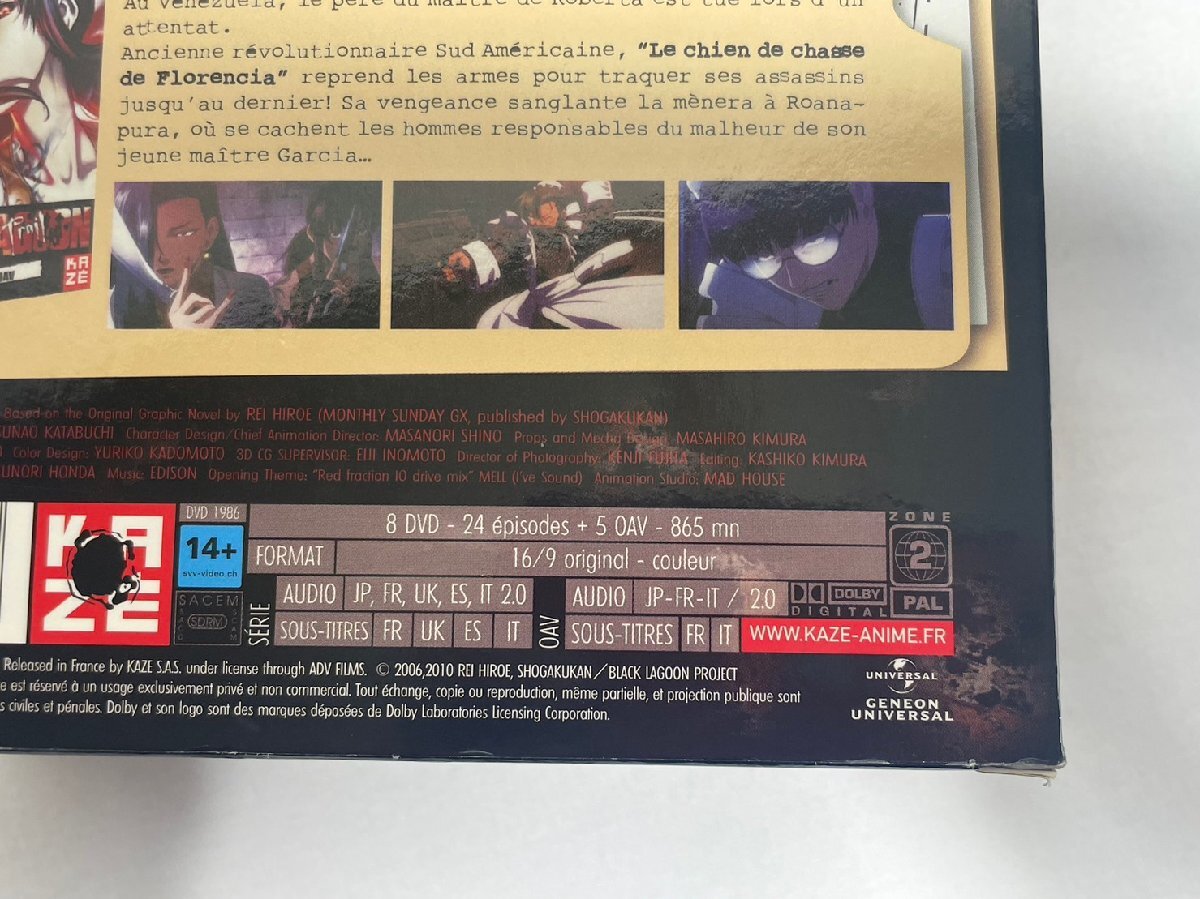 Au Venezuela, le père du maître de Roberta est tué lors d'un
attentat.
Ancienne révolutionnaire Sud Américaine, "Le chien de chasse
de Florencia" reprend les armes pour traquer ses assassins
jusqu'au dernier! Sa vengeance sanglante la mènera à Roana-
pura, où se cachent les hommes responsables du malheur de son
jeune maître Garcia...
KAZE
Based on the Original Graphic Novel by REI HIROE (MONTHLY SUNDAY GX, published by SHOGAKUKAN)
SUNAO KATABUCHI Character Design/Chief Animation Director: MASANORI SHINO Props and Mecha Design: MASAHIRO KIMURA
Color Design: YURIKO KADOMOTO 3D CG SUPERVISOR: EIJI INOMOTO Director of Photography: KENJI FUJITA Editing: KASHIKO KIMURA
UNORI HONDA Music: EDISON Opening Theme: "Red fraction IO drive mix" MELL (I've Sound) Animation Studio: MAD HOUSE
KAZE
DVD 1986
14+
svv-video.ch
SACEM
SDRM
8 DVD - 24 épisodes + 5 OAV - 865 mn
FORMAT 16/9 original - couleur
SÉRIE
AUDIO JP, FR, UK, ES, IT 2.0
SOUS-TITRES FR UK ES IT
OAV
AUDIO JP-FR-IT / 2.0
SOUS-TITRES FR IT
DOLBY
DIGITAL
WWW.KAZE-ANIME.FR
ZONE
2
PAL
Released in France by KAZE S.A.S. under license through ADV FILMS. © 2006,2010 REI HIROE, SHOGAKUKAN / BLACK LAGOON PROJECT
e est réservé à un usage exclusivement privé et non commercial. Tout échange, copie ou reproduction, même partielle, et projection publique sont
s civiles et pénales. Dolby et son logo sont des marques déposées de Dolby Laboratories Licensing Corporation.
UNIVERSAL
GENEON
UNIVERSAL